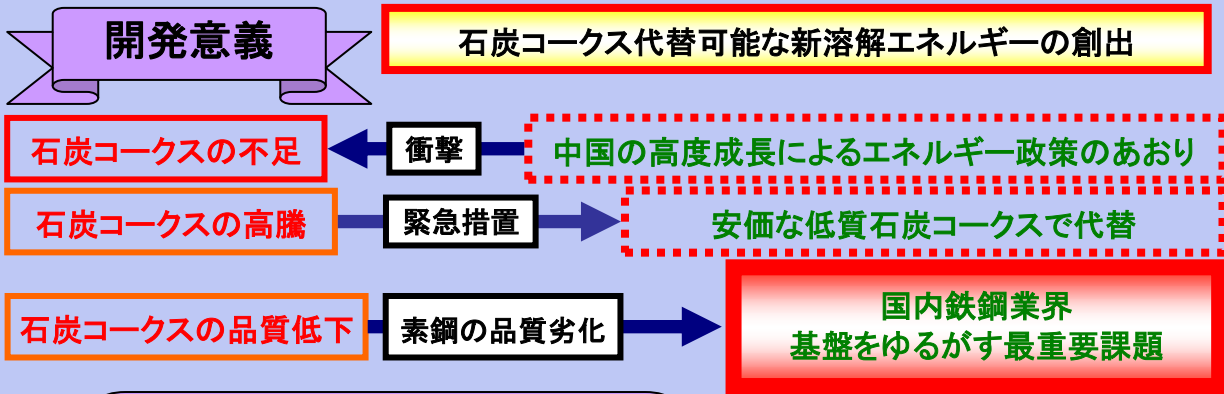 開発意義
石炭コークス代替可能な新溶解エネルギーの創出
石炭コークスの不足
衝撃
中国の高度成長によるエネルギー政策のあおり
石炭コークスの高騰
緊急措置
安価な低質石炭コークスで代替
石炭コークスの品質低下
素鋼の品質劣化
国内鉄鋼業界
基盤をゆるがす最重要課題